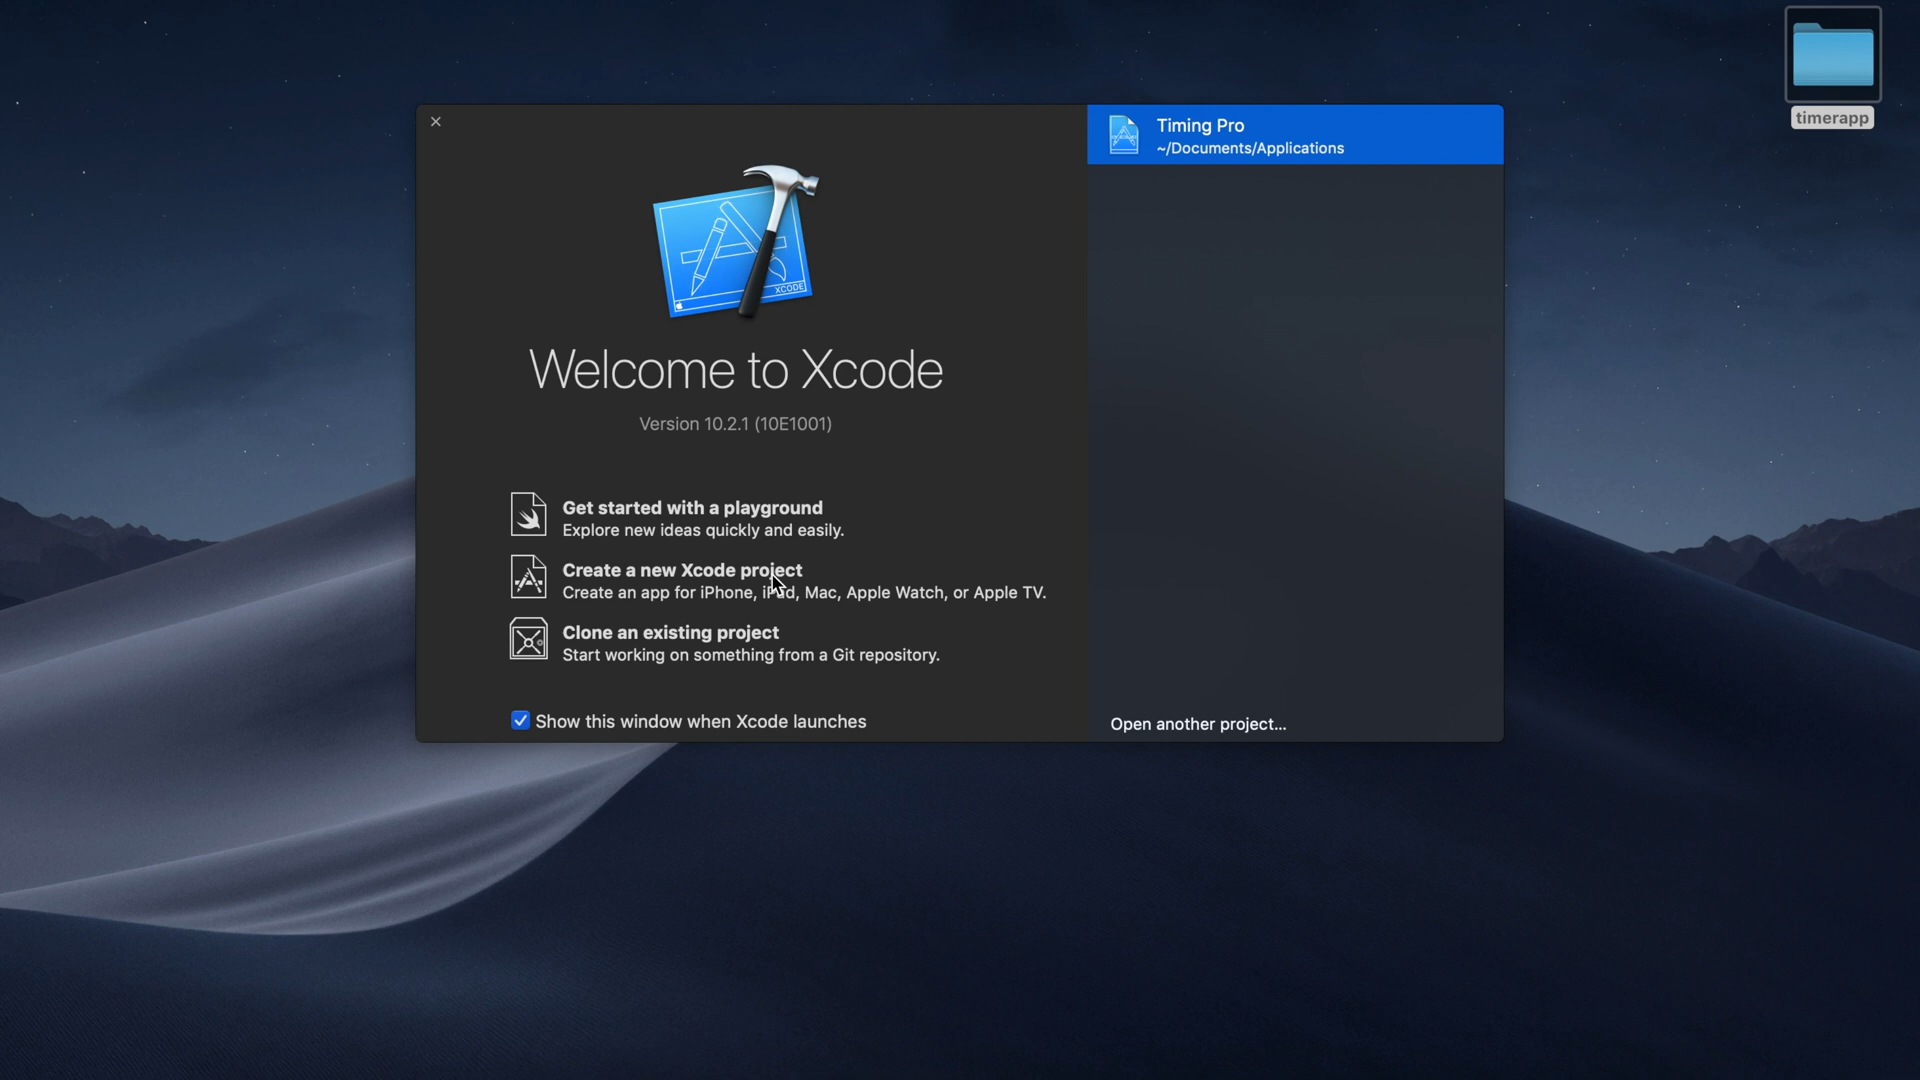 timerapp
Timing Pro
~/Documents/Applications
XCODE
Welcome to Xcode
Version 10.2.1 (10E1001)
Get started with a playground
Explore new ideas quickly and easily.
Create a new Xcode project
Create an app for iPhone, iPad, Mac, Apple Watch, or Apple TV.
Clone an existing project
Start working on something from a Git repository.
Show this window when Xcode launches
Open another project...